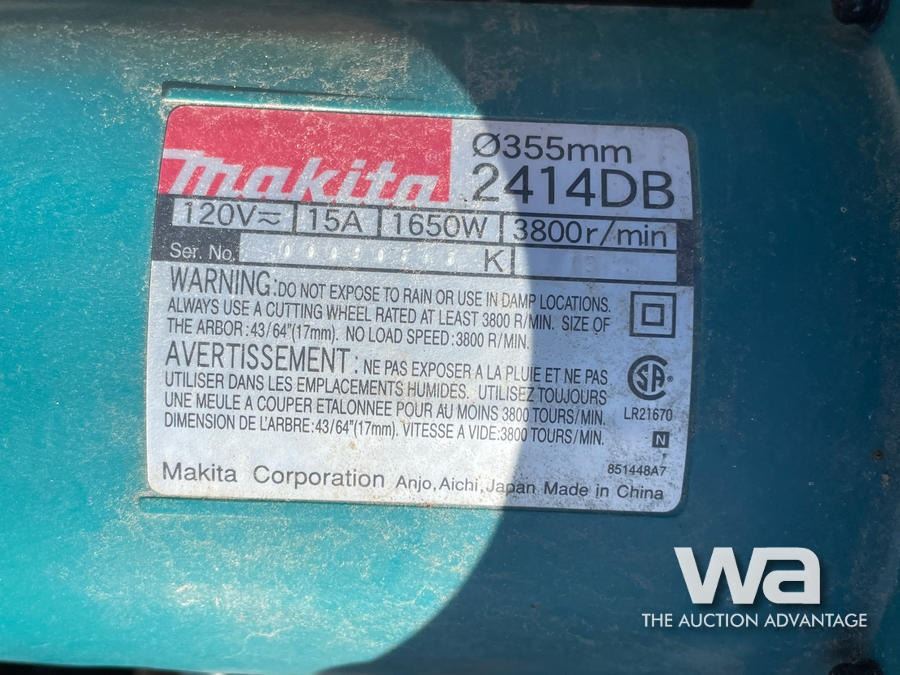 makita
Ø355mm
2414DB
120V≂ 15A 1650W 3800r/min
Ser. No. K
WARNING: DO NOT EXPOSE TO RAIN OR USE IN DAMP LOCATIONS.
ALWAYS USE A CUTTING WHEEL RATED AT LEAST 3800 R/MIN. SIZE OF
THE ARBOR: 43/64"(17mm). NO LOAD SPEED: 3800 R/MIN.
AVERTISSEMENT : NE PAS EXPOSER A LA PLUIE ET NE PAS
UTILISER DANS LES EMPLACEMENTS HUMIDES. UTILISEZ TOUJOURS
UNE MEULE A COUPER ETALONNEE POUR AU MOINS 3800 TOURS/MIN.
DIMENSION DE L'ARBRE: 43/64"(17mm). VITESSE A VIDE: 3800 TOURS/MIN.
SA
LR21670
N
851448A7
Makita Corporation Anjo, Aichi, Japan Made in China
wa
THE AUCTION ADVANTAGE